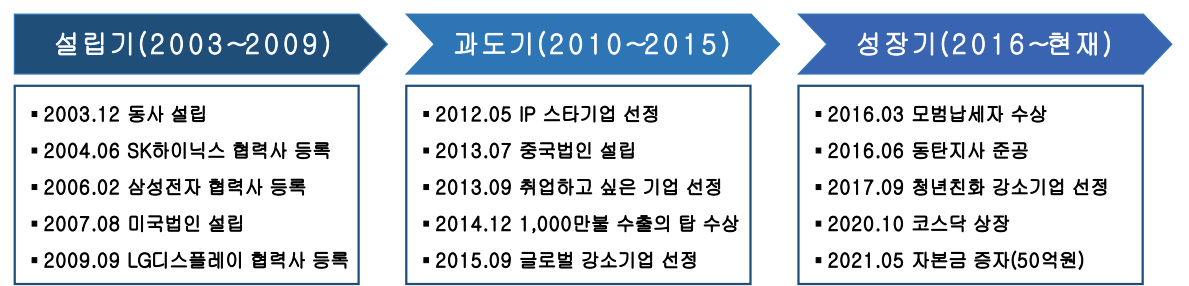 설립기(2003~2009)
▪ 2003.12 동사 설립
▪ 2004.06 SK하이닉스 협력사 등록
▪ 2006.02 삼성전자 협력사 등록
▪ 2007.08 미국법인 설립
▪ 2009.09 LG디스플레이 협력사 등록
과도기(2010~2015)
▪ 2012.05 IP 스타기업 선정
▪ 2013.07 중국법인 설립
▪ 2013.09 취업하고 싶은 기업 선정
▪ 2014.12 1,000만불 수출의 탑 수상
▪ 2015.09 글로벌 강소기업 선정
성장기(2016~현재)
▪ 2016.03 모범납세자 수상
▪ 2016.06 동탄지사 준공
▪ 2017.09 청년친화 강소기업 선정
▪ 2020.10 코스닥 상장
▪ 2021.05 자본금 증자(50억원)